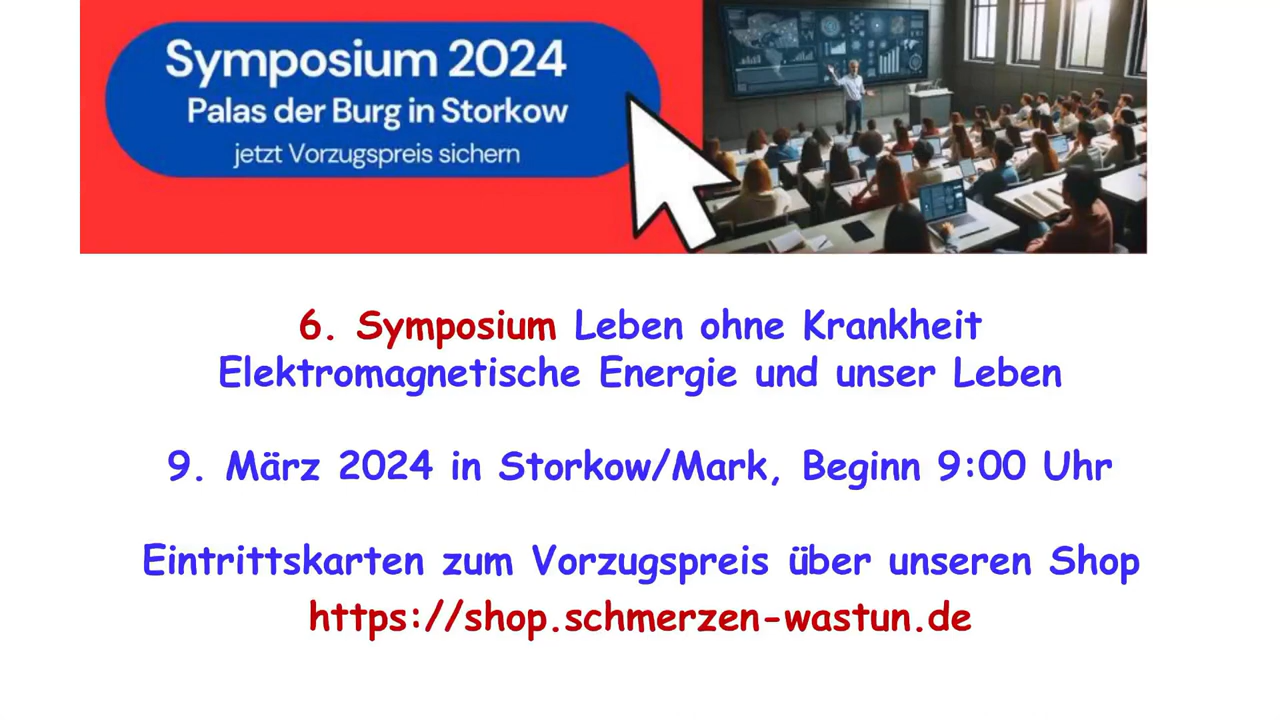 Symposium 2024
Palas der Burg in Storkow
jetzt Vorzugspreis sichern
6. Symposium Leben ohne Krankheit
Elektromagnetische Energie und unser Leben
9. März 2024 in Storkow/Mark, Beginn 9:00 Uhr
Eintrittskarten zum Vorzugspreis über unseren Shop
https://shop.schmerzen-wastun.de